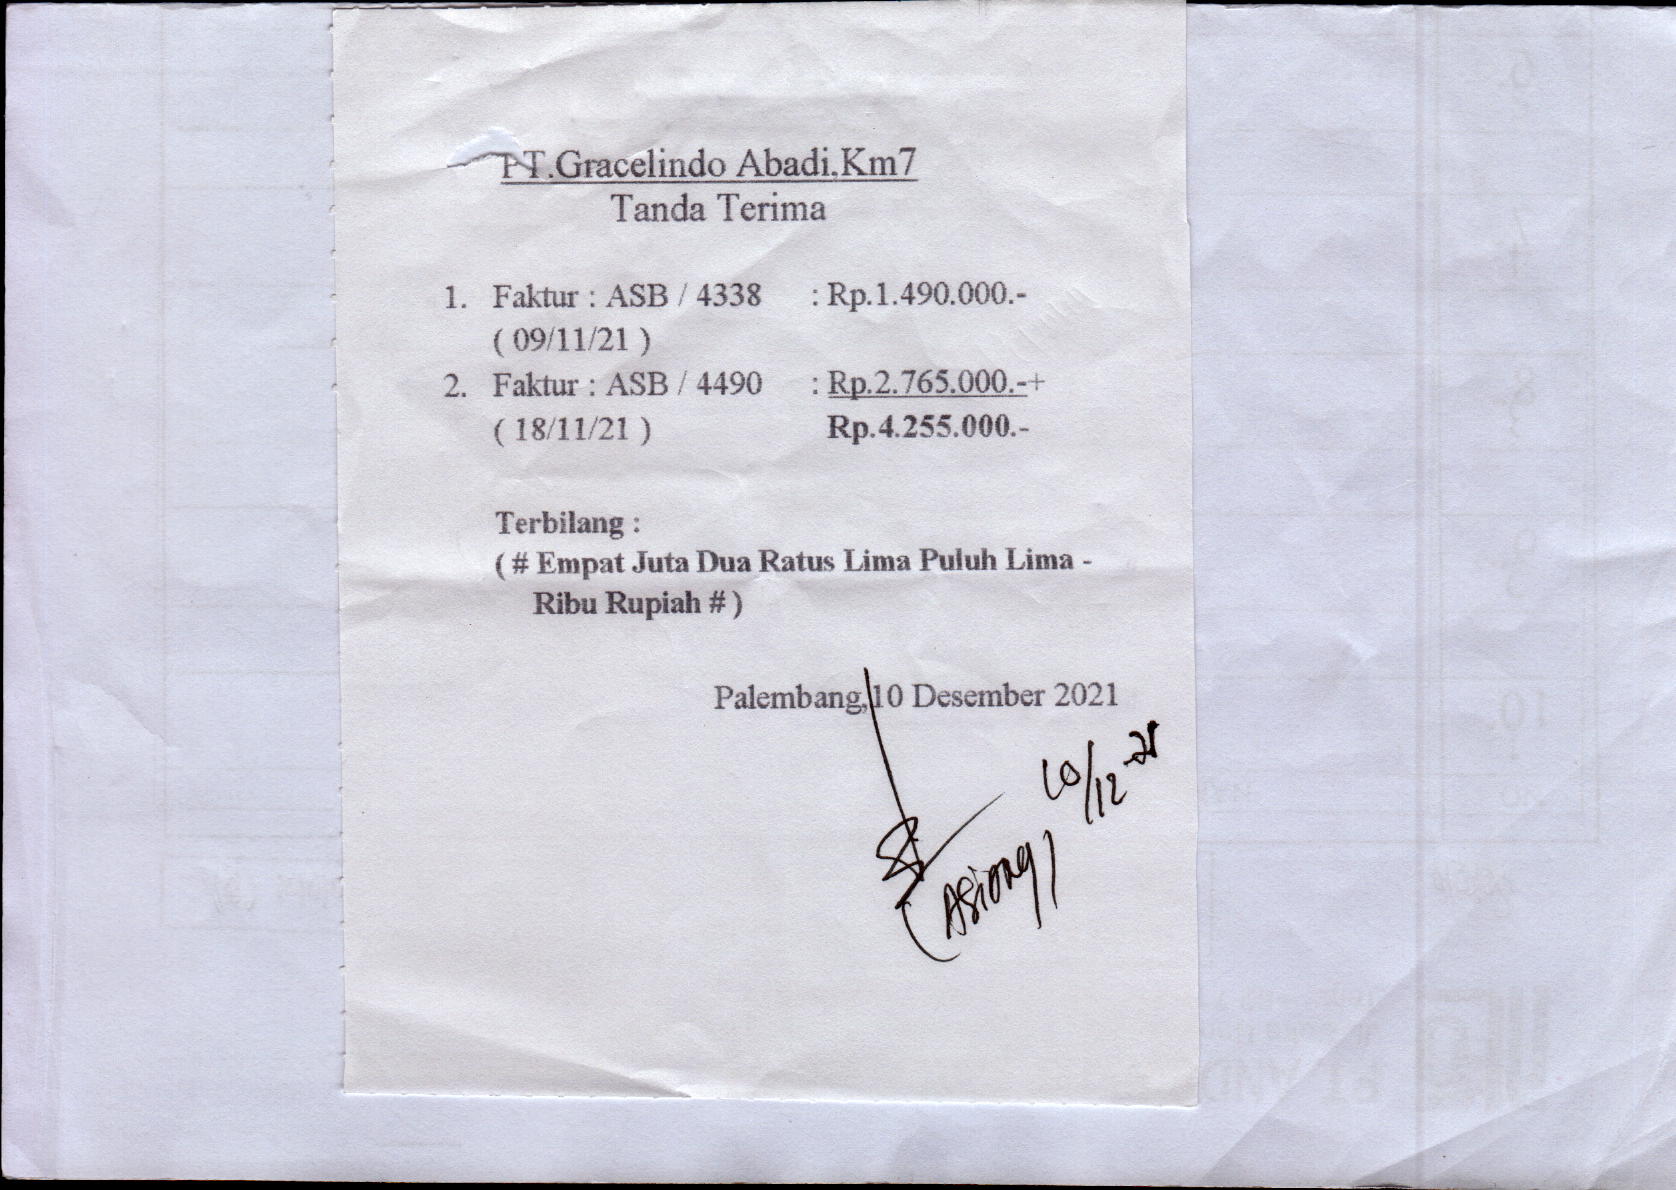 PT.Gracelindo Abadi.Km7
Tanda Terima
1. Faktur : ASB / 4338 : Rp.1.490.000.-
( 09/11/21 )
2. Faktur : ASB / 4490 : Rp.2.765.000.-+
( 18/11/21 ) Rp.4.255.000.-
Terbilang :
( # Empat Juta Dua Ratus Lima Puluh Lima -
Ribu Rupiah # )
Palembang,10 Desember 2021
10/12-21
(Asiong)